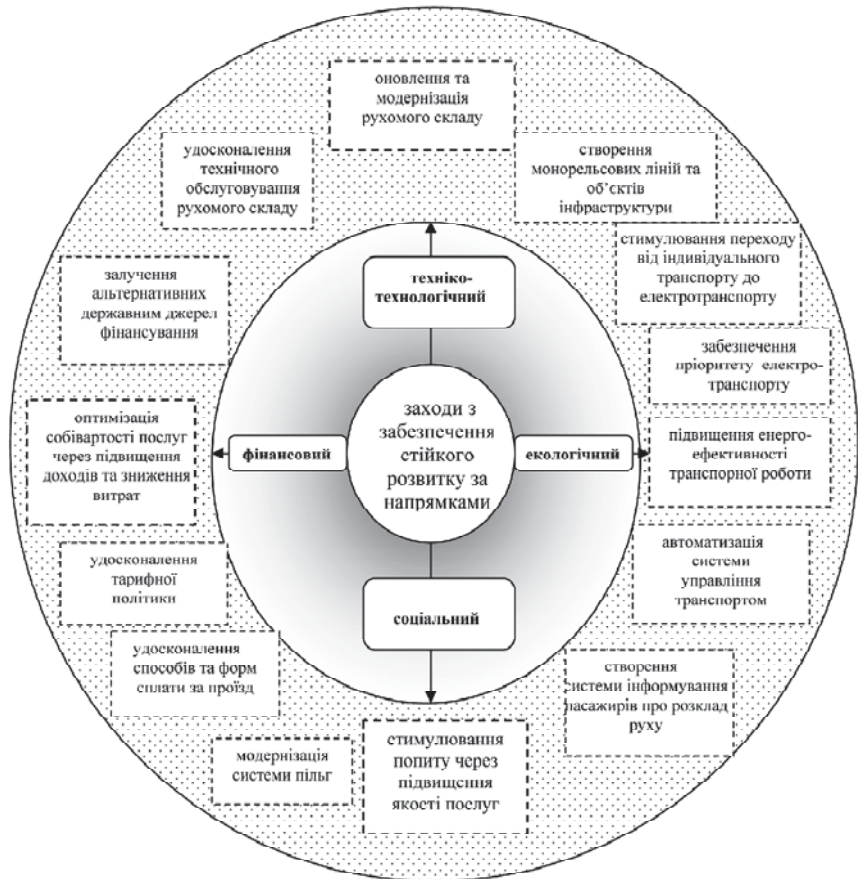 оновлення та
модернізація
рухомого складу
удосконалення
технічного
обслуговування
рухомого складу
створення
монорельсових ліній та
об’єктів
інфраструктури
стимулювання переходу
від індивідуального
транспорту до
електротранспорту
залучення
альтернативних
державним джерел
фінансування
техніко-
технологічний
забезпечення
пріоритету електро-
транспорту
заходи з
забезпечення
стійкого
розвитку за
напрямками
оптимізація
собівартості послуг
через підвищення
доходів та зниження
витрат
фінансовий
екологічний
підвищення енерго-
ефективності
транспорної роботи
удосконалення
тарифної
політики
автоматизація
системи
управління
транспортом
соціальний
удосконалення
способів та форм
сплати за проїзд
створення
системи інформування
пасажирів про розклад
руху
модернізація
системи пільг
стимулювання
попиту через
підвищення
якості послуг